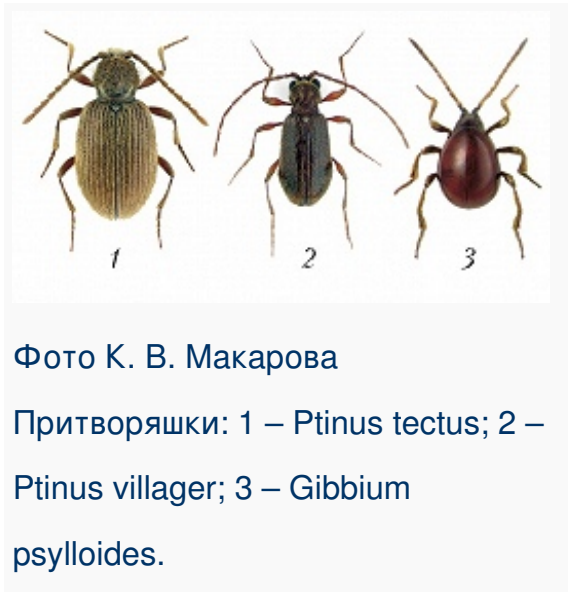 1 2 3
Фото К. В. Макарова
Притворяшки: 1 – Ptinus tectus; 2 –
Ptinus villager; 3 – Gibbium
psylloides.